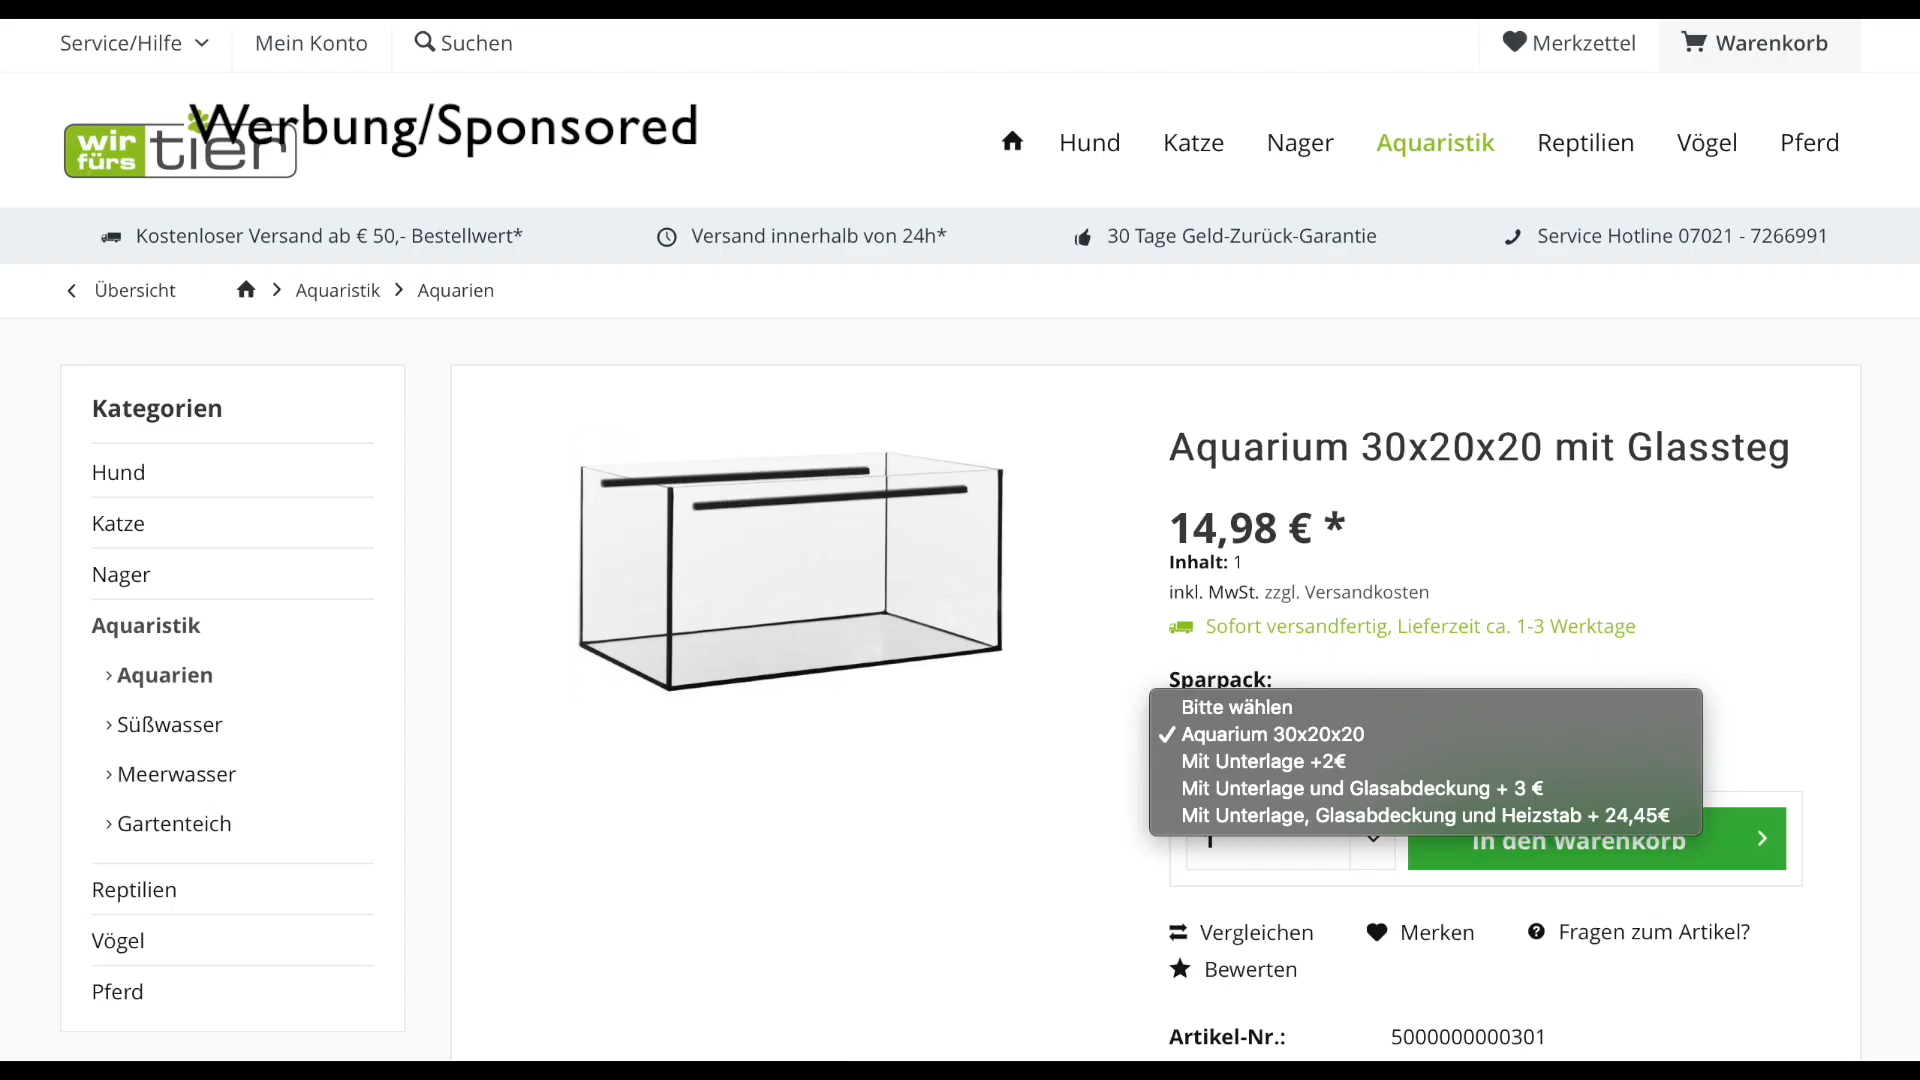 Service/Hilfe
Mein Konto
Suchen
Merkzettel
Warenkorb
Werbung/Sponsored
wir fürs tier
Hund
Katze
Nager
Aquaristik
Reptilien
Vögel
Pferd
Kostenloser Versand ab € 50,- Bestellwert*
Versand innerhalb von 24h*
30 Tage Geld-Zurück-Garantie
Service Hotline 07021 - 7266991
Übersicht
Aquaristik
Aquarien
Kategorien
Hund
Katze
Nager
Aquaristik
Aquarien
Süßwasser
Meerwasser
Gartenteich
Reptilien
Vögel
Pferd
Aquarium 30x20x20 mit Glassteg
14,98 € *
Inhalt: 1
inkl. MwSt. zzgl. Versandkosten
Sofort versandfertig, Lieferzeit ca. 1-3 Werktage
Sparpack:
Bitte wählen
✓ Aquarium 30x20x20
Mit Unterlage +2€
Mit Unterlage und Glasabdeckung + 3 €
Mit Unterlage, Glasabdeckung und Heizstab + 24,45€
1
In den Warenkorb
Vergleichen
Merken
Fragen zum Artikel?
Bewerten
Artikel-Nr.: 5000000000301